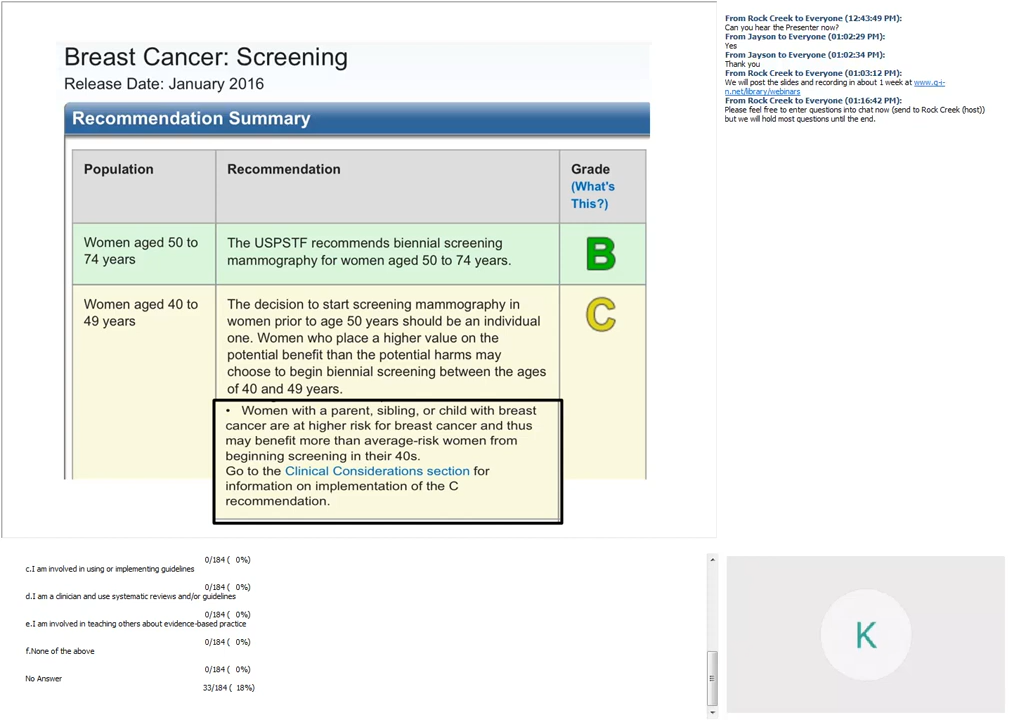 Breast Cancer: Screening
Release Date: January 2016
Recommendation Summary
Population
Recommendation
Grade
(What's
This?)
Women aged 50 to
74 years
The USPSTF recommends biennial screening
mammography for women aged 50 to 74 years.
B
Women aged 40 to
49 years
The decision to start screening mammography in
women prior to age 50 years should be an individual
one. Women who place a higher value on the
potential benefit than the potential harms may
choose to begin biennial screening between the ages
of 40 and 49 years.
C
• Women with a parent, sibling, or child with breast
cancer are at higher risk for breast cancer and thus
may benefit more than average-risk women from
beginning screening in their 40s.
Go to the Clinical Considerations section for
information on implementation of the C
recommendation.
From Rock Creek to Everyone (12:43:49 PM):
Can you hear the Presenter now?
From Jayson to Everyone (01:02:29 PM):
Yes
From Jayson to Everyone (01:02:34 PM):
Thank you
From Rock Creek to Everyone (01:03:12 PM):
We will post the slides and recording in about 1 week at www.g-i-
n.net/library/webinars
From Rock Creek to Everyone (01:16:42 PM):
Please feel free to enter questions into chat now (send to Rock Creek (host))
but we will hold most questions until the end.
0/184 ( 0%)
c.I am involved in using or implementing guidelines
0/184 ( 0%)
d.I am a clinician and use systematic reviews and/or guidelines
0/184 ( 0%)
e.I am involved in teaching others about evidence-based practice
0/184 ( 0%)
f.None of the above
0/184 ( 0%)
No Answer
33/184 ( 18%)
K